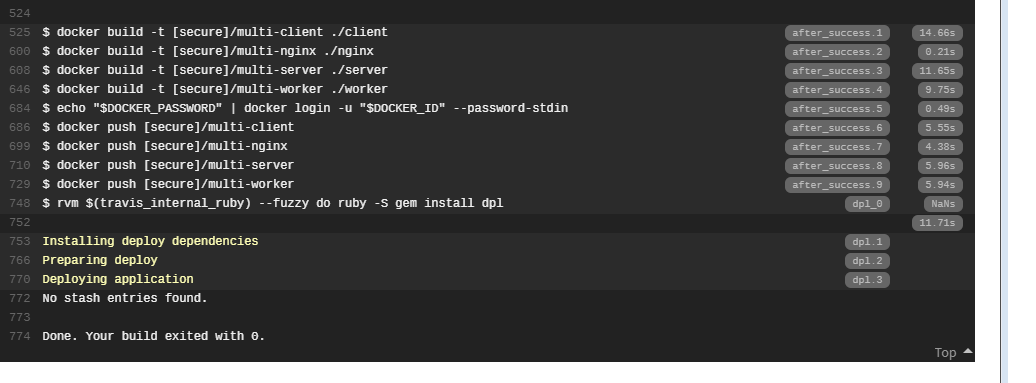 524
525 $ docker build -t [secure]/multi-client ./client after_success.1 14.66s
600 $ docker build -t [secure]/multi-nginx ./nginx after_success.2 0.21s
608 $ docker build -t [secure]/multi-server ./server after_success.3 11.65s
646 $ docker build -t [secure]/multi-worker ./worker after_success.4 9.75s
684 $ echo "$DOCKER_PASSWORD" | docker login -u "$DOCKER_ID" --password-stdin after_success.5 0.49s
686 $ docker push [secure]/multi-client after_success.6 5.55s
699 $ docker push [secure]/multi-nginx after_success.7 4.38s
710 $ docker push [secure]/multi-server after_success.8 5.96s
729 $ docker push [secure]/multi-worker after_success.9 5.94s
748 $ rvm $(travis_internal_ruby) --fuzzy do ruby -S gem install dpl dpl_0 NaNs
752 11.71s
753 Installing deploy dependencies dpl.1
766 Preparing deploy dpl.2
770 Deploying application dpl.3
772 No stash entries found.
773
774 Done. Your build exited with 0.
Top